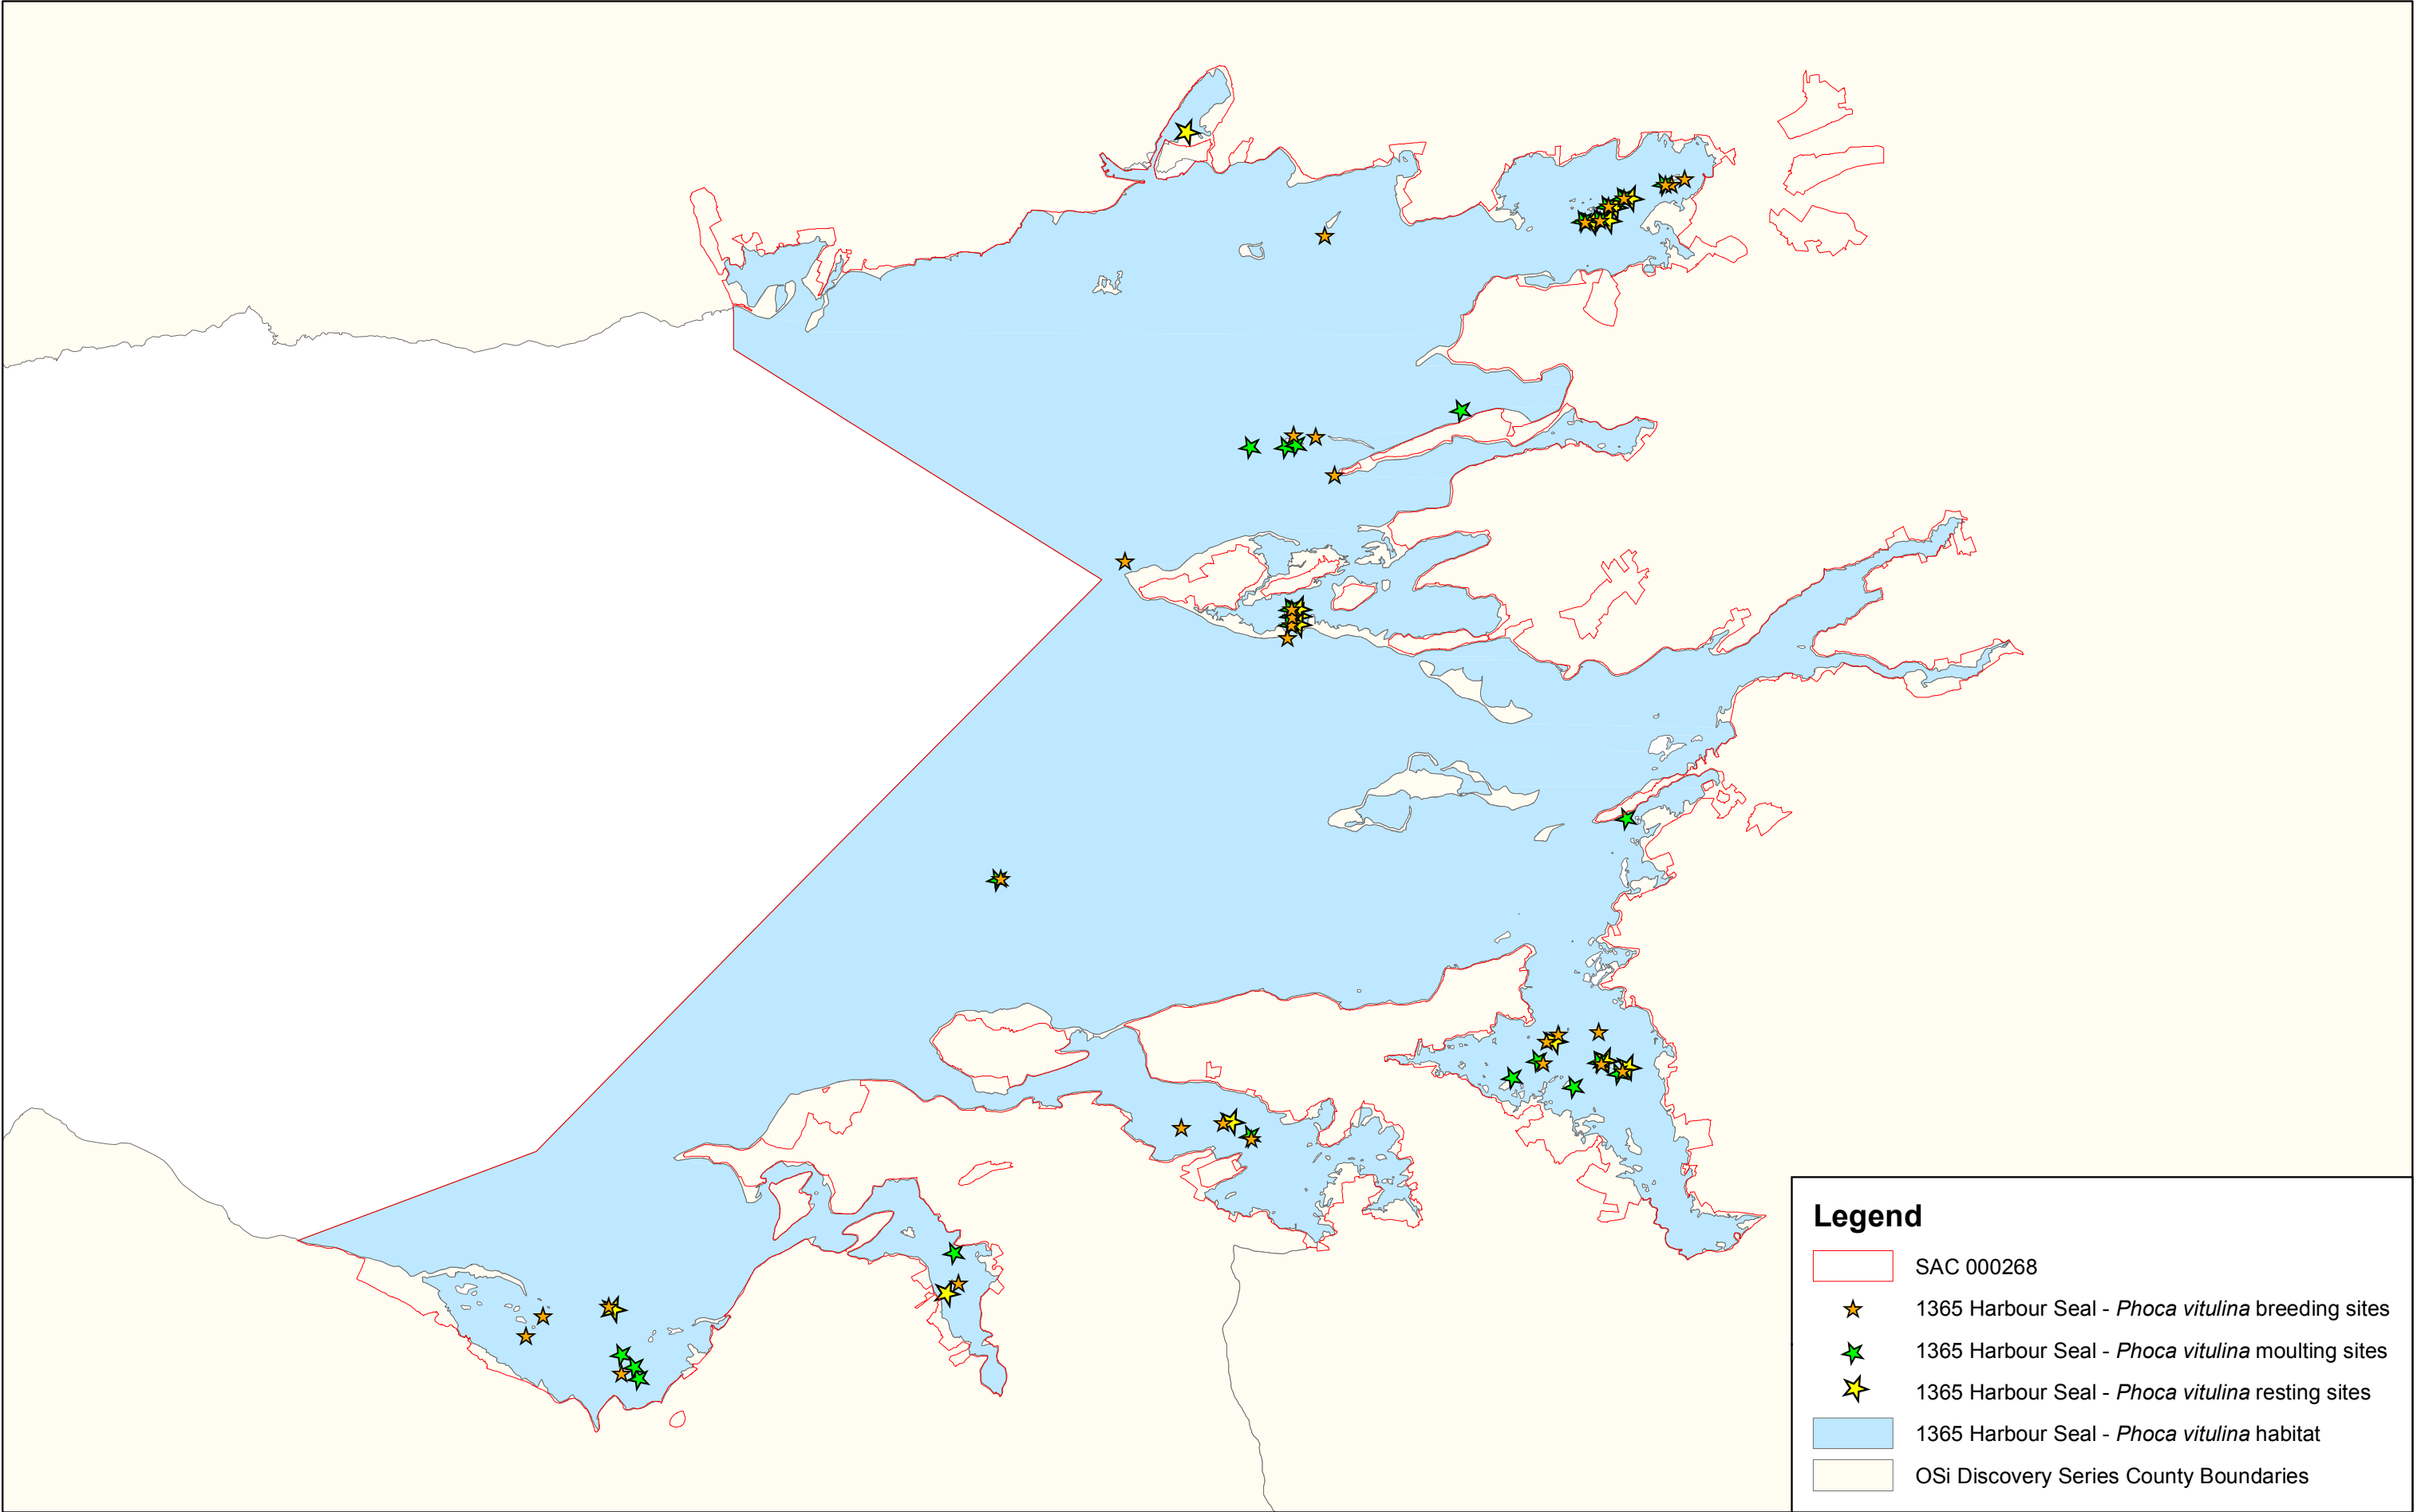 Legend
SAC 000268
1365 Harbour Seal - Phoca vitulina breeding sites
1365 Harbour Seal - Phoca vitulina moulting sites
1365 Harbour Seal - Phoca vitulina resting sites
1365 Harbour Seal - Phoca vitulina habitat
OSi Discovery Series County Boundaries